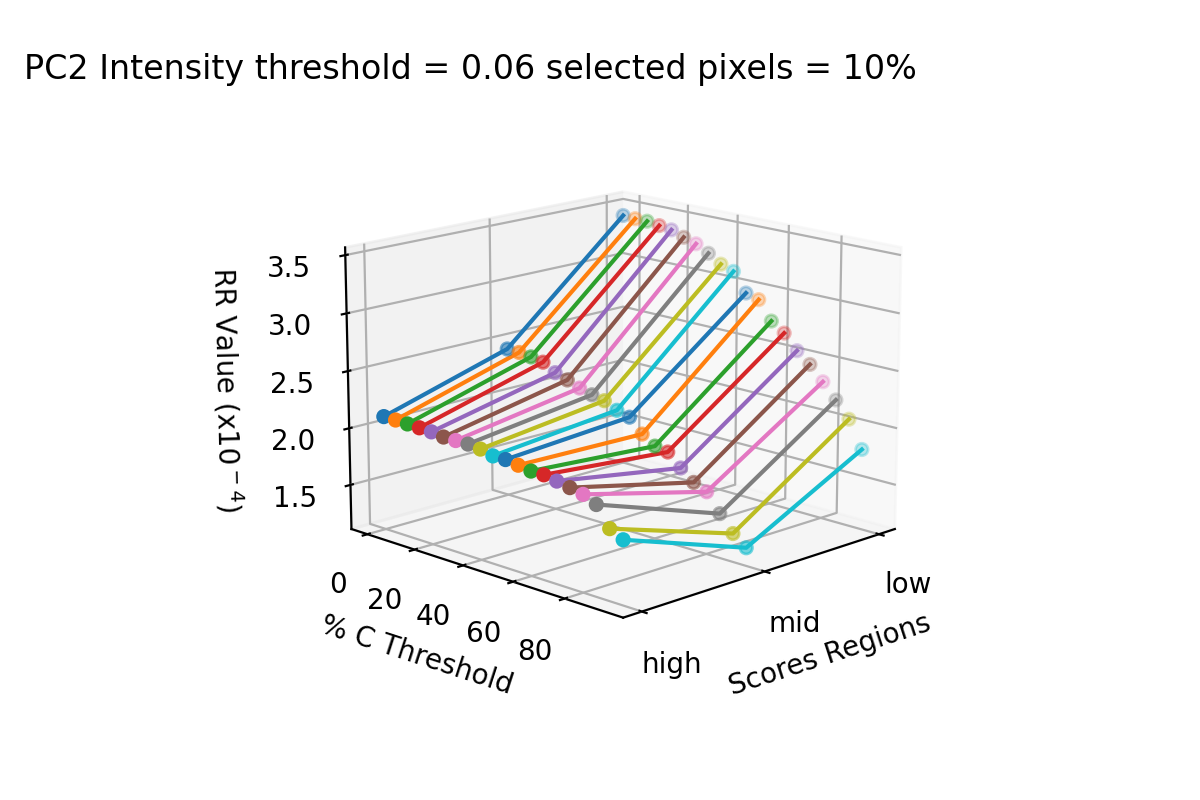 PC2 Intensity threshold = 0.06 selected pixels = 10%
RR Value (x10⁻⁴)
3.5
3.0
2.5
2.0
1.5
0
20
40
60
80
% C Threshold
low
mid
high
Scores Regions